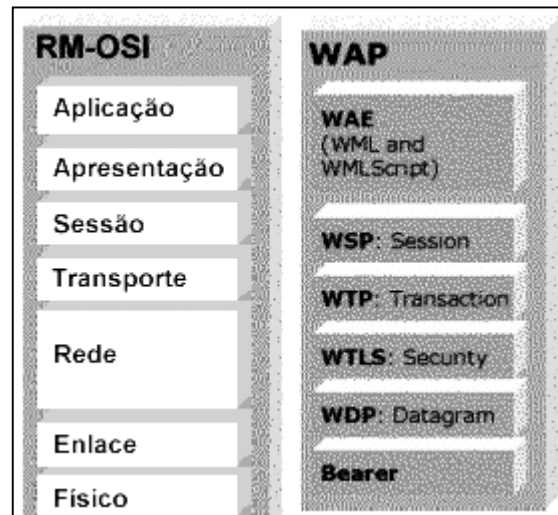 RM-OSI
Aplicação
Apresentação
Sessão
Transporte
Rede
Enlace
Físico
WAP
WAE
(WML and
WMLScript)
WSP: Session
WTP: Transaction
WTLS: Security
WDP: Datagram
Bearer